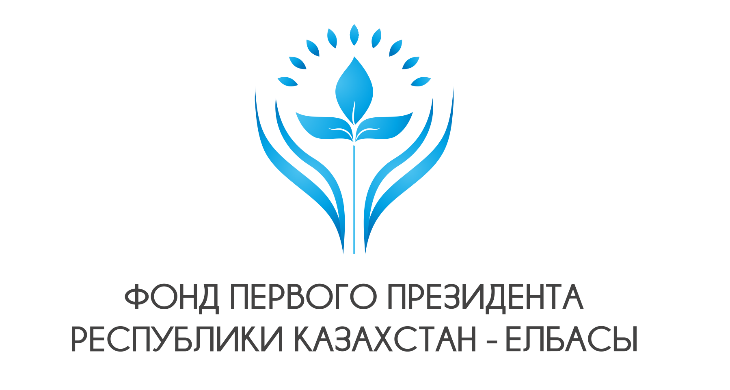 ФОНД ПЕРВОГО ПРЕЗИДЕНТА
РЕСПУБЛИКИ КАЗАХСТАН - ЕЛБАСЫ